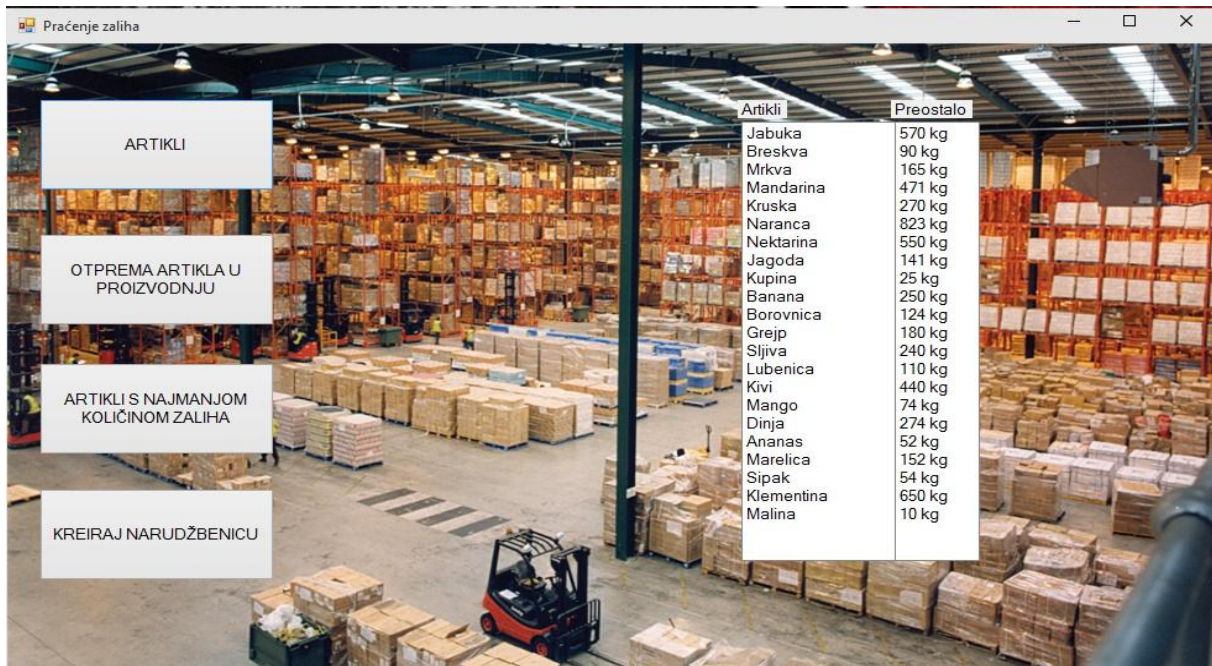 Praćenje zaliha
ARTIKLI
OTPREMA ARTIKLA U
PROIZVODNJU
ARTIKLI S NAJMANJOM
KOLIČINOM ZALIHA
KREIRAJ NARUDŽBENICU
Artikli Preostalo
Jabuka 570 kg
Breskva 90 kg
Mrkva 165 kg
Mandarina 471 kg
Kruska 270 kg
Naranca 823 kg
Nektarina 550 kg
Jagoda 141 kg
Kupina 25 kg
Banana 250 kg
Borovnica 124 kg
Grejp 180 kg
Sljiva 240 kg
Lubenica 110 kg
Kivi 440 kg
Mango 74 kg
Dinja 274 kg
Ananas 52 kg
Marelica 152 kg
Sipak 54 kg
Klementina 650 kg
Malina 10 kg